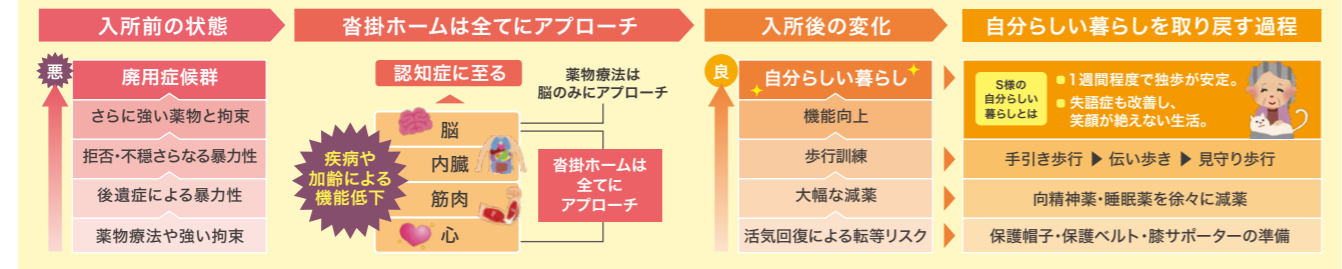 入所前の状態
沓掛ホームは全てにアプローチ
入所後の変化
自分らしい暮らしを取り戻す過程
悪
廃用症候群
さらに強い薬物と拘束
拒否・不穏さらなる暴力性
後遺症による暴力性
薬物療法や強い拘束
認知症に至る
薬物療法は
脳のみにアプローチ
疾病や
加齢による
機能低下
脳
内臓
筋肉
心
沓掛ホームは
全てに
アプローチ
良
自分らしい暮らし
機能向上
歩行訓練
大幅な減薬
活気回復による転等リスク
S様の
自分らしい
暮らしとは
1週間程度で独歩が安定。
失語症も改善し、
笑顔が絶えない生活。
手引き歩行 ▶ 伝い歩き ▶ 見守り歩行
向精神薬・睡眠薬を徐々に減薬
保護帽子・保護ベルト・膝サポーターの準備